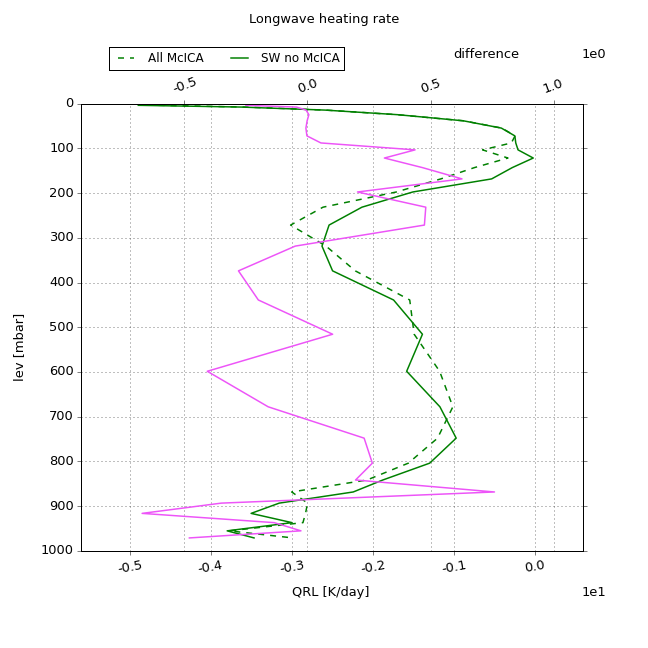 Longwave heating rate
All McICA SW no McICA
difference 1e0
-0.5 0.0 0.5 1.0
0
100
200
300
400
500
600
700
800
900
1000
lev [mbar]
-0.5 -0.4 -0.3 -0.2 -0.1 0.0
QRL [K/day] 1e1